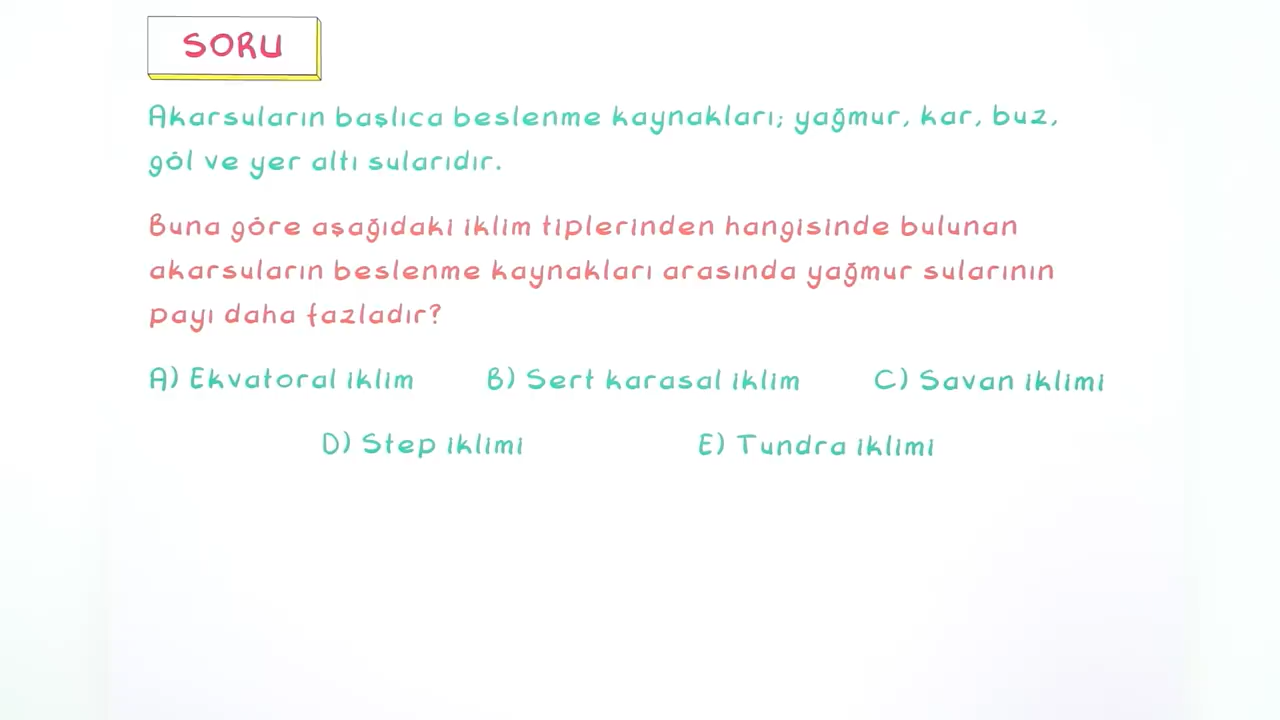 SORU
Akarsuların başlıca beslenme kaynakları; yağmur, kar, buz,
göl ve yer altı sularıdır.
Buna göre aşağıdaki iklim tiplerinden hangisinde bulunan
akarsuların beslenme kaynakları arasında yağmur sularının
payı daha fazladır?
A) Ekvatoral iklim B) Sert karasal iklim C) Savan iklimi
D) Step iklimi E) Tundra iklimi